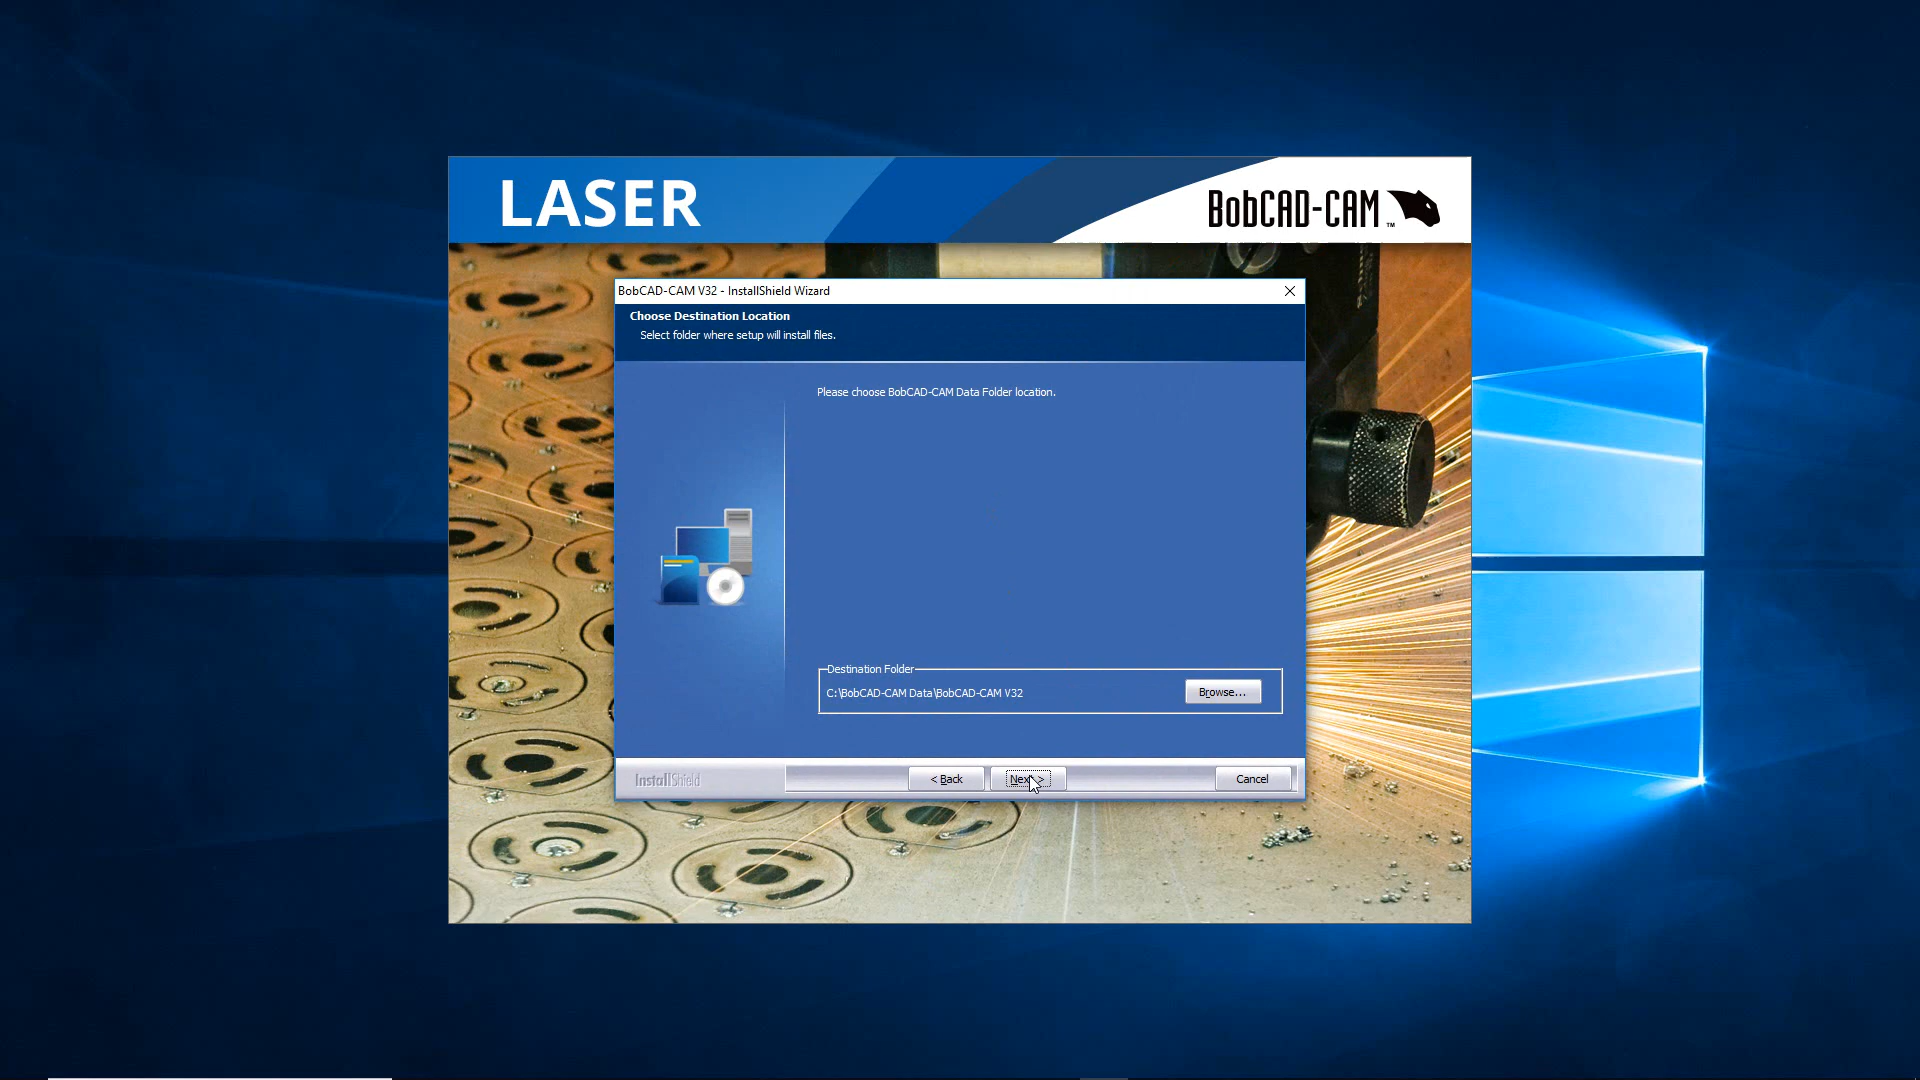 LASER
BobCAD-CAM™
BobCAD-CAM V32 - InstallShield Wizard
Choose Destination Location
Select folder where setup will install files.
Please choose BobCAD-CAM Data Folder location.
Destination Folder
C:\BobCAD-CAM Data\BobCAD-CAM V32
Browse...
InstallShield
< Back
Next >
Cancel